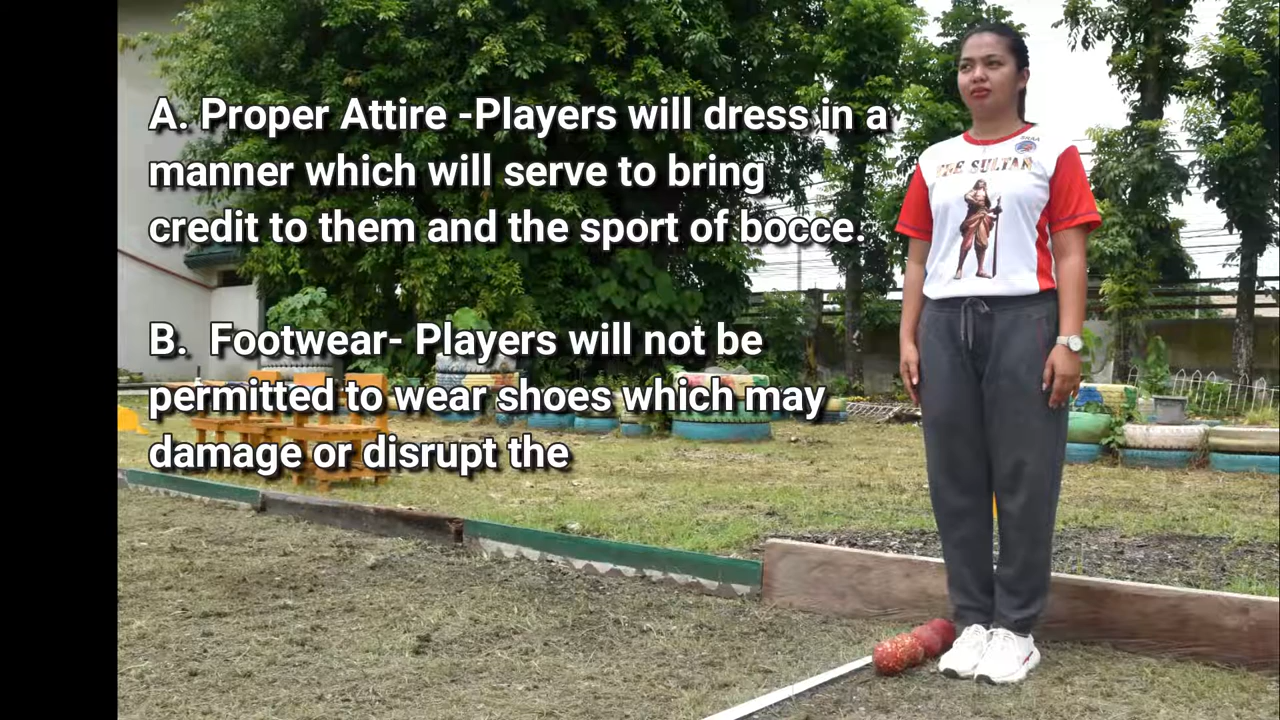 A. Proper Attire -Players will dress in a
manner which will serve to bring
credit to them and the sport of bocce.
B. Footwear- Players will not be
permitted to wear shoes which may
damage or disrupt the
SRAA
THE SULTAN